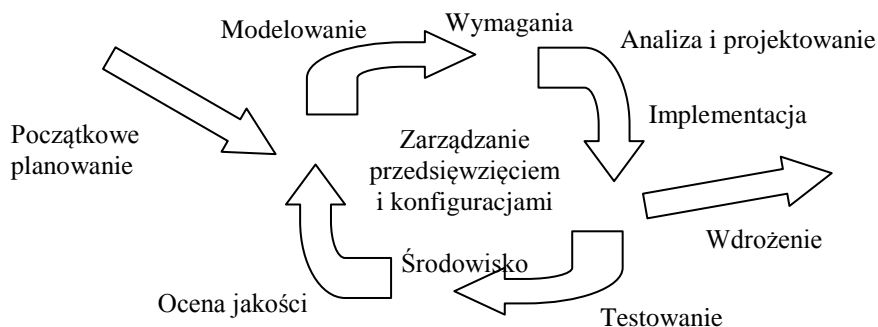 Modelowanie
Wymagania
Analiza i projektowanie
Początkowe
planowanie
Implementacja
Zarządzanie
przedsięwzięciem
i konfiguracjami
Wdrożenie
Środowisko
Ocena jakości
Testowanie